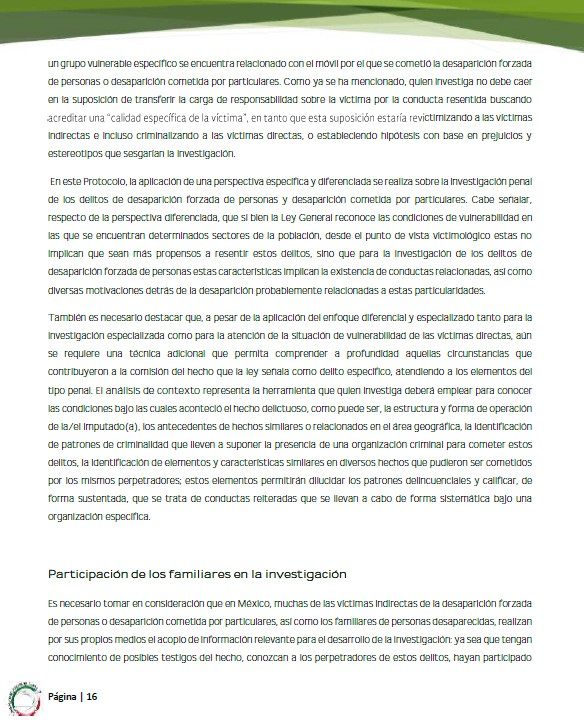 un grupo vulnerable específico se encuentra relacionado con el móvil por el que se cometió la desaparición forzada
de personas o desaparición cometida por particulares. Como ya se ha mencionado, quien investiga no debe caer
en la suposición de transferir la carga de responsabilidad sobre la víctima por la conducta resentida buscando
acreditar una "calidad específica de la víctima", en tanto que esta suposición estaría revictimizando a las víctimas
indirectas e incluso criminalizando a las víctimas directas, o estableciendo hipótesis con base en prejuicios y
estereotipos que sesgarían la investigación.
En este Protocolo, la aplicación de una perspectiva específica y diferenciada se realiza sobre la investigación penal
de los delitos de desaparición forzada de personas y desaparición cometida por particulares. Cabe señalar,
respecto de la perspectiva diferenciada, que si bien la Ley General reconoce las condiciones de vulnerabilidad en
las que se encuentran determinados sectores de la población, desde el punto de vista victimológico estas no
implican que sean más propensos a resentir estos delitos, sino que para la investigación de los delitos de
desaparición forzada de personas estas características implican la existencia de conductas relacionadas, así como
diversas motivaciones detrás de la desaparición probablemente relacionadas a estas particularidades.
También es necesario destacar que, a pesar de la aplicación del enfoque diferencial y especializado tanto para la
investigación especializada como para la atención de la situación de vulnerabilidad de las víctimas directas, aún
se requiere una técnica adicional que permita comprender a profundidad aquellas circunstancias que
contribuyeron a la comisión del hecho que la ley señala como delito específico, atendiendo a los elementos del
tipo penal. El análisis de contexto representa la herramienta que quien investiga deberá emplear para conocer
las condiciones bajo las cuales aconteció el hecho delictuoso, como puede ser, la estructura y forma de operación
de la/el imputado(a), los antecedentes de hechos similares o relacionados en el área geográfica, la identificación
de patrones de criminalidad que lleven a suponer la presencia de una organización criminal para cometer estos
delitos, la identificación de elementos y características similares en diversos hechos que pudieron ser cometidos
por los mismos perpetradores; estos elementos permitirán dilucidar los patrones delincuenciales y calificar, de
forma sustentada, que se trata de conductas reiteradas que se llevan a cabo de forma sistemática bajo una
organización específica.
Participación de los familiares en la investigación
Es necesario tomar en consideración que en México, muchas de las víctimas indirectas de la desaparición forzada
de personas o desaparición cometida por particulares, así como los familiares de personas desaparecidas, realizan
por sus propios medios el acopio de información relevante para el desarrollo de la investigación: ya sea que tengan
conocimiento de posibles testigos del hecho, conozcan a los perpetradores de estos delitos, hayan participado
Página | 16